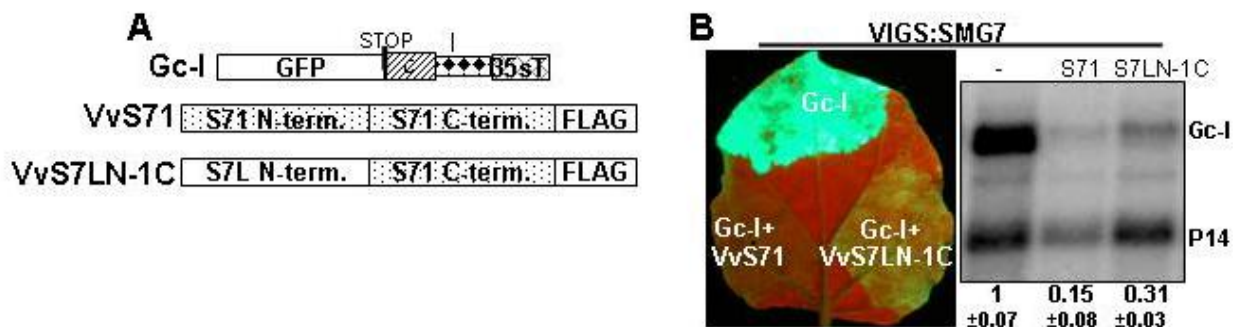 A
STOP
I
Gc-I GFP C 35sT
VvS71 S71 N-term. S71 C-term. FLAG
VvS7LN-1C S7L N-term. S71 C-term. FLAG
B
VIGS:SMG7
Gc-I
Gc-I+
VvS71
Gc-I+
VvS7LN-1C
- S71 S7LN-1C
Gc-I
P14
1 0.15 0.31
±0.07 ±0.08 ±0.03